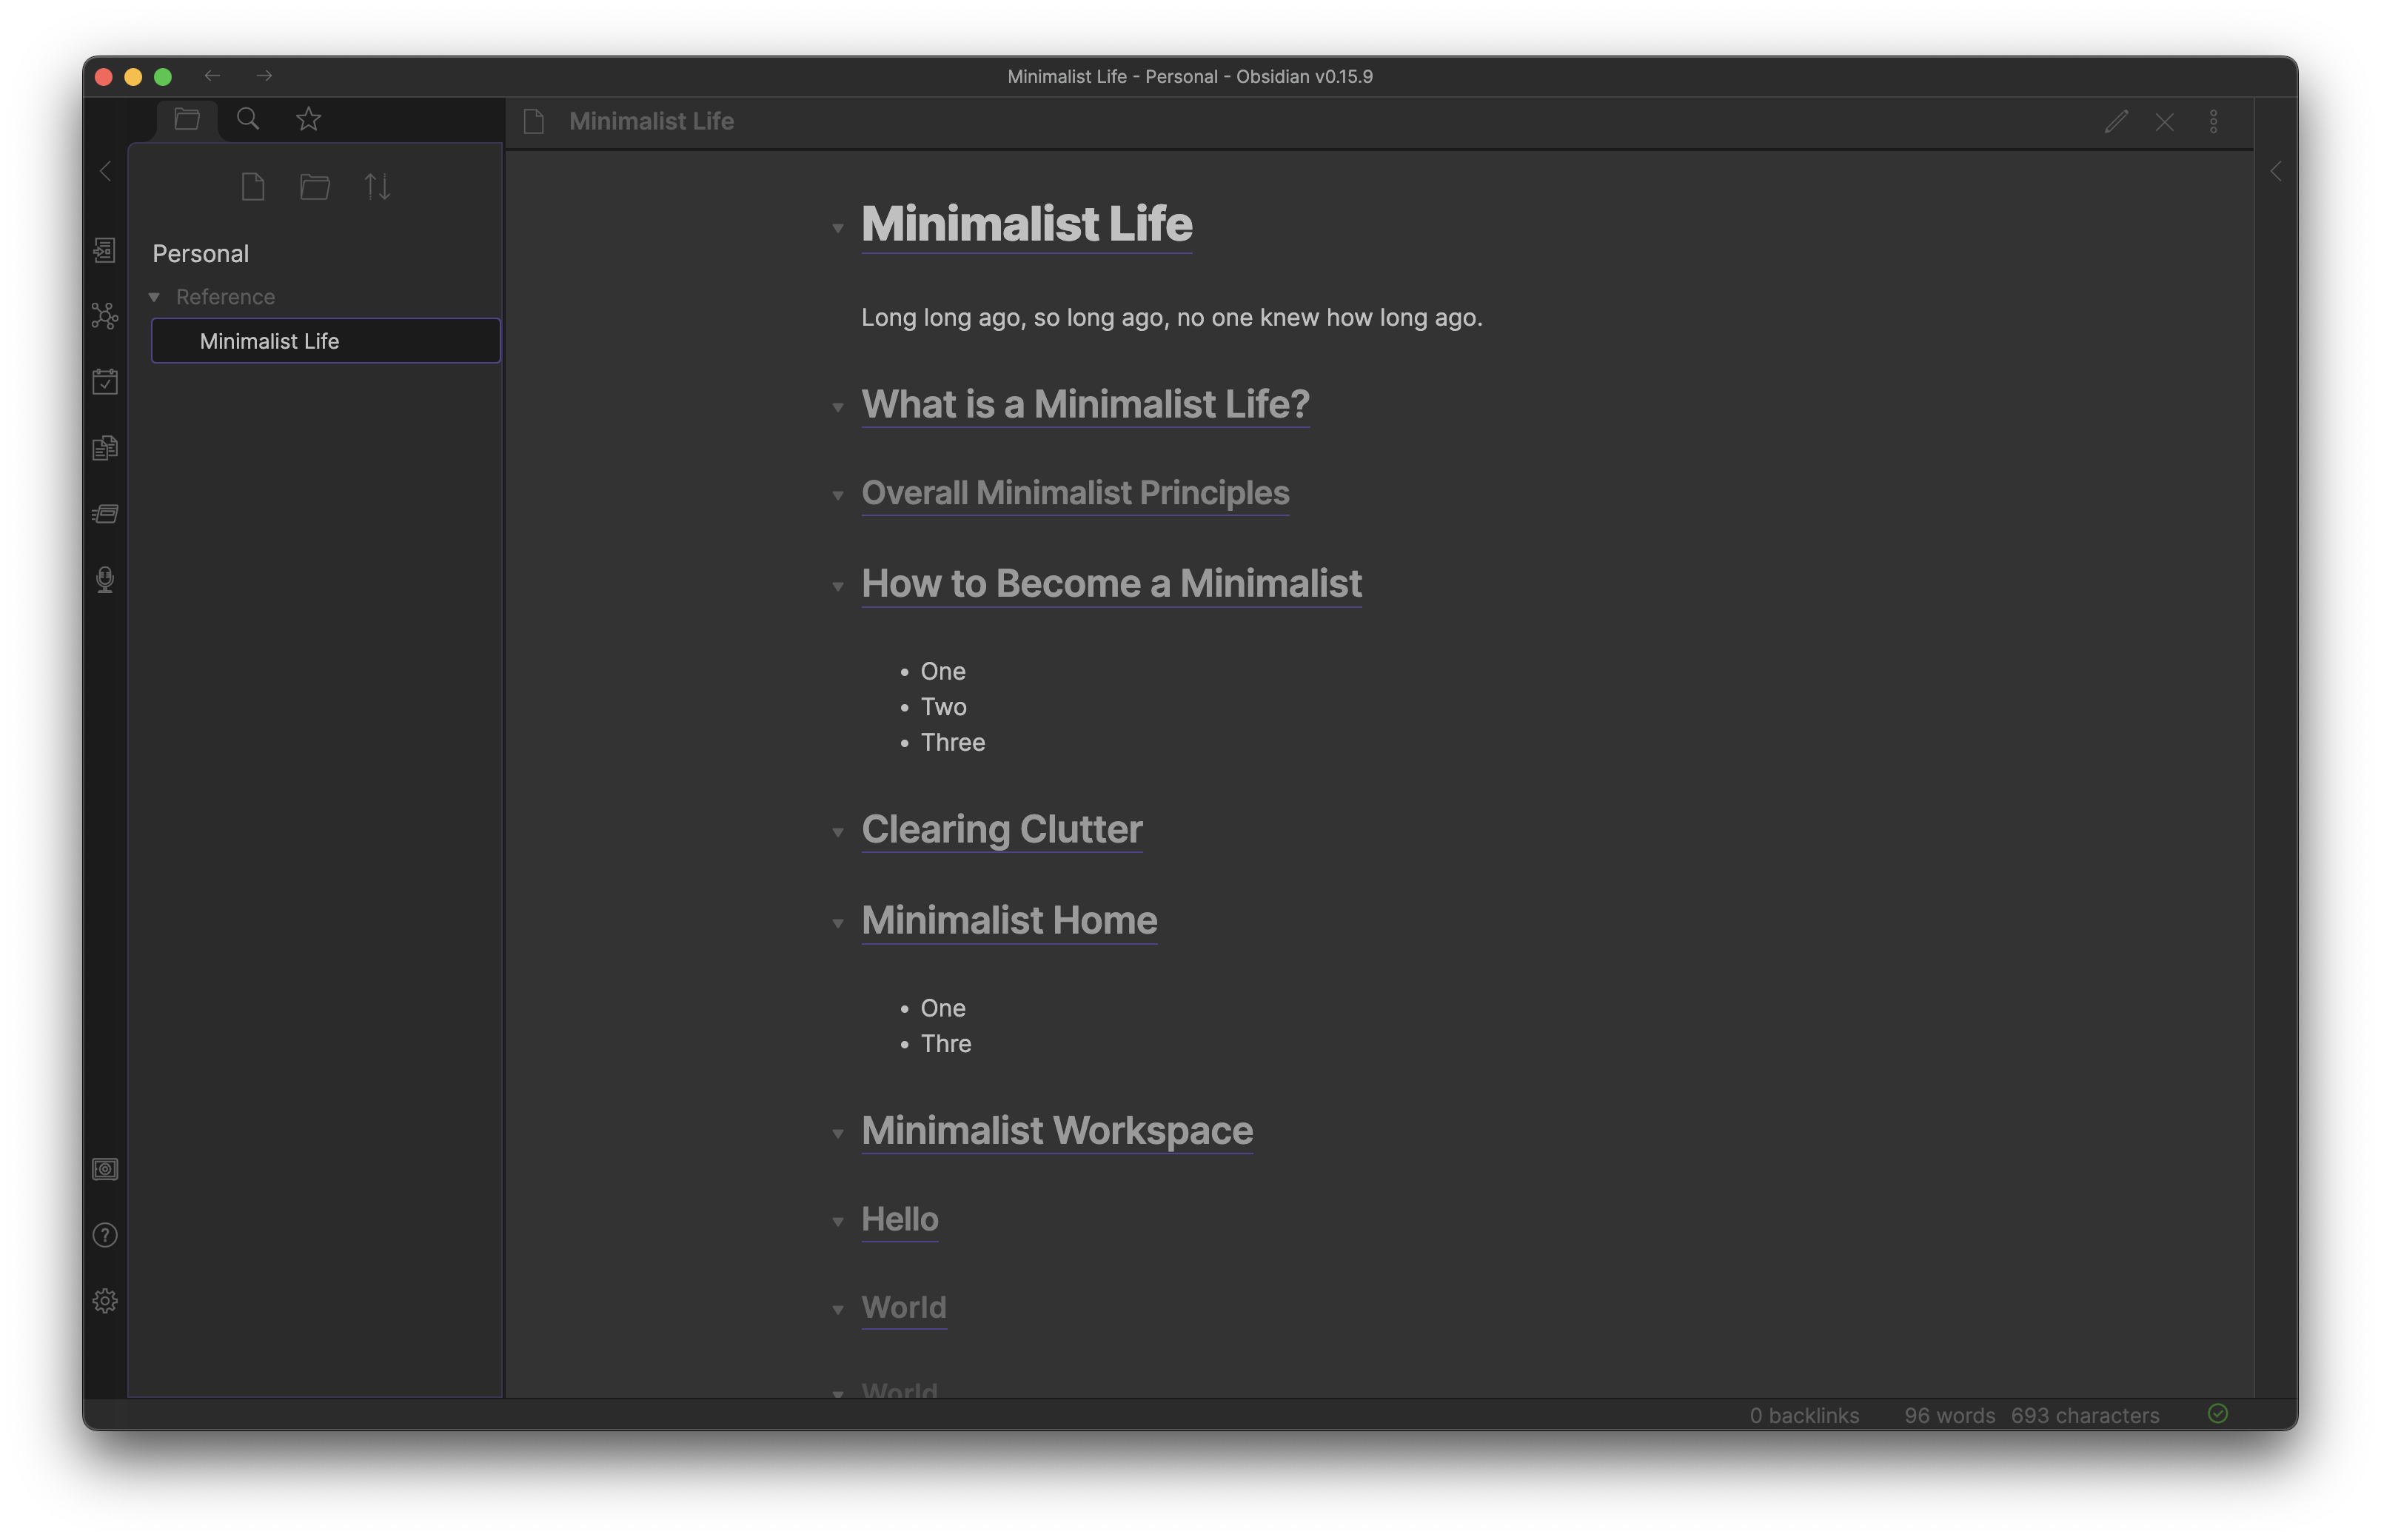 Minimalist Life - Personal - Obsidian v0.15.9
Minimalist Life
Personal
Reference
Minimalist Life
Minimalist Life
Long long ago, so long ago, no one knew how long ago.
What is a Minimalist Life?
Overall Minimalist Principles
How to Become a Minimalist
• One
• Two
• Three
Clearing Clutter
Minimalist Home
• One
• Thre
Minimalist Workspace
Hello
World
World
0 backlinks 96 words 693 characters